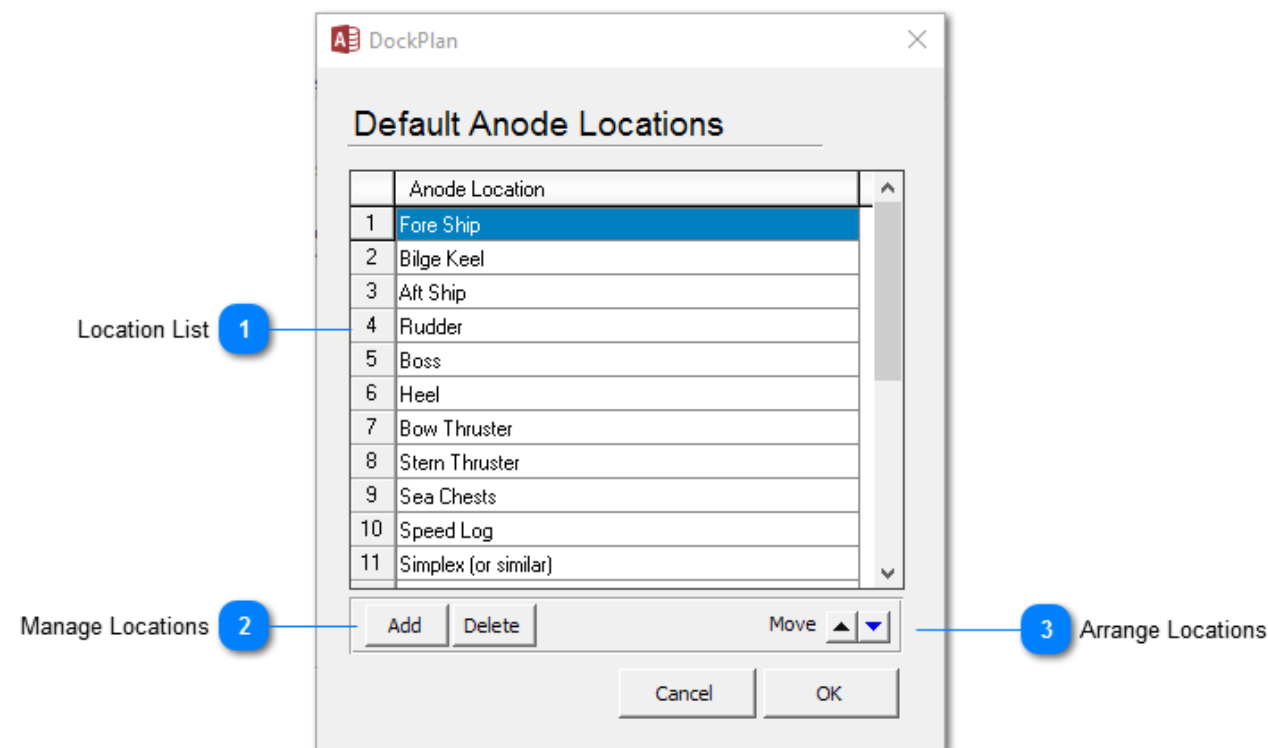 DockPlan
Default Anode Locations
Anode Location
1 Fore Ship
2 Bilge Keel
3 Aft Ship
Location List 1
4 Rudder
5 Boss
6 Heel
7 Bow Thruster
8 Stern Thruster
9 Sea Chests
10 Speed Log
11 Simplex (or similar)
Manage Locations 2
Add Delete Move
3 Arrange Locations
Cancel OK